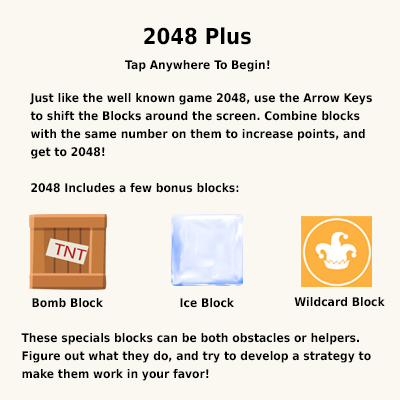 2048 Plus
Tap Anywhere To Begin!
Just like the well known game 2048, use the Arrow Keys
to shift the Blocks around the screen. Combine blocks
with the same number on them to increase points, and
get to 2048!
2048 Includes a few bonus blocks:
TNT
Bomb Block
Ice Block
Wildcard Block
These specials blocks can be both obstacles or helpers.
Figure out what they do, and try to develop a strategy to
make them work in your favor!